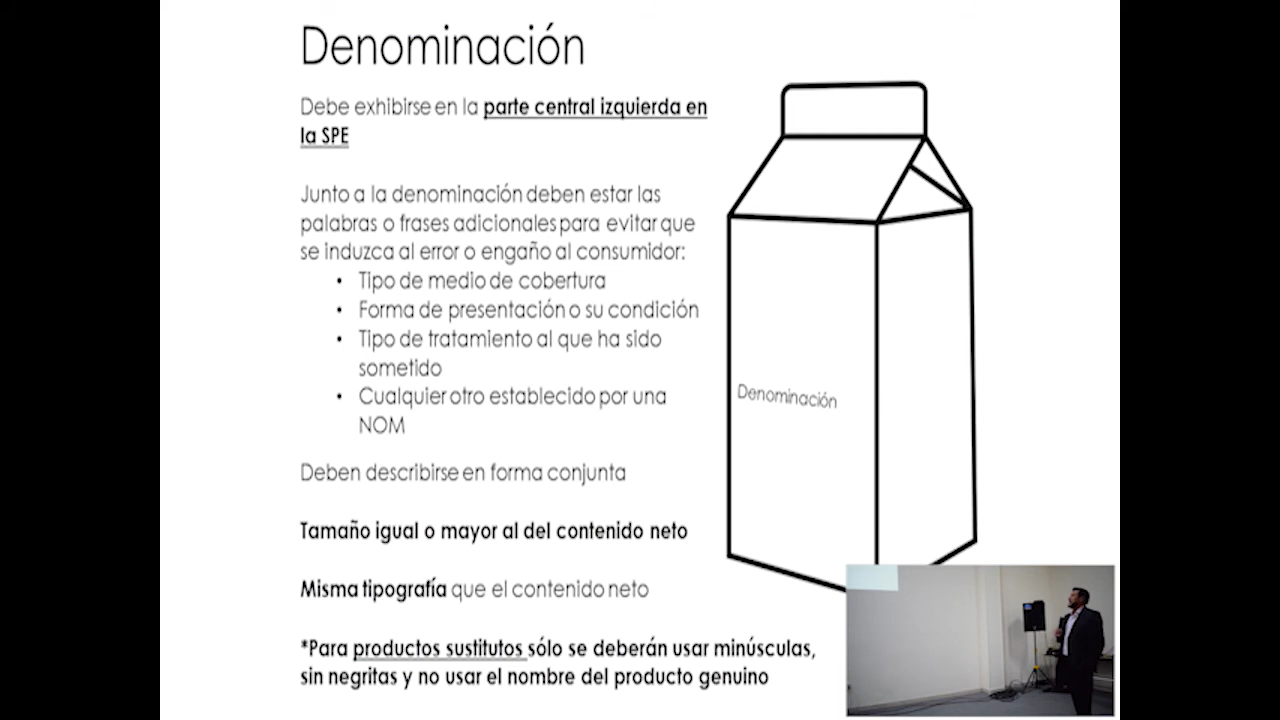 Denominación
Debe exhibirse en la parte central izquierda en
la SPE
Junto a la denominación deben estar las
palabras o frases adicionales para evitar que
se induzca al error o engaño al consumidor:
• Tipo de medio de cobertura
• Forma de presentación o su condición
• Tipo de tratamiento al que ha sido
sometido
• Cualquier otro establecido por una
NOM
Deben describirse en forma conjunta
Tamaño igual o mayor al del contenido neto
Misma tipografía que el contenido neto
*Para productos sustitutos sólo se deberán usar minúsculas,
sin negritas y no usar el nombre del producto genuino
Denominación